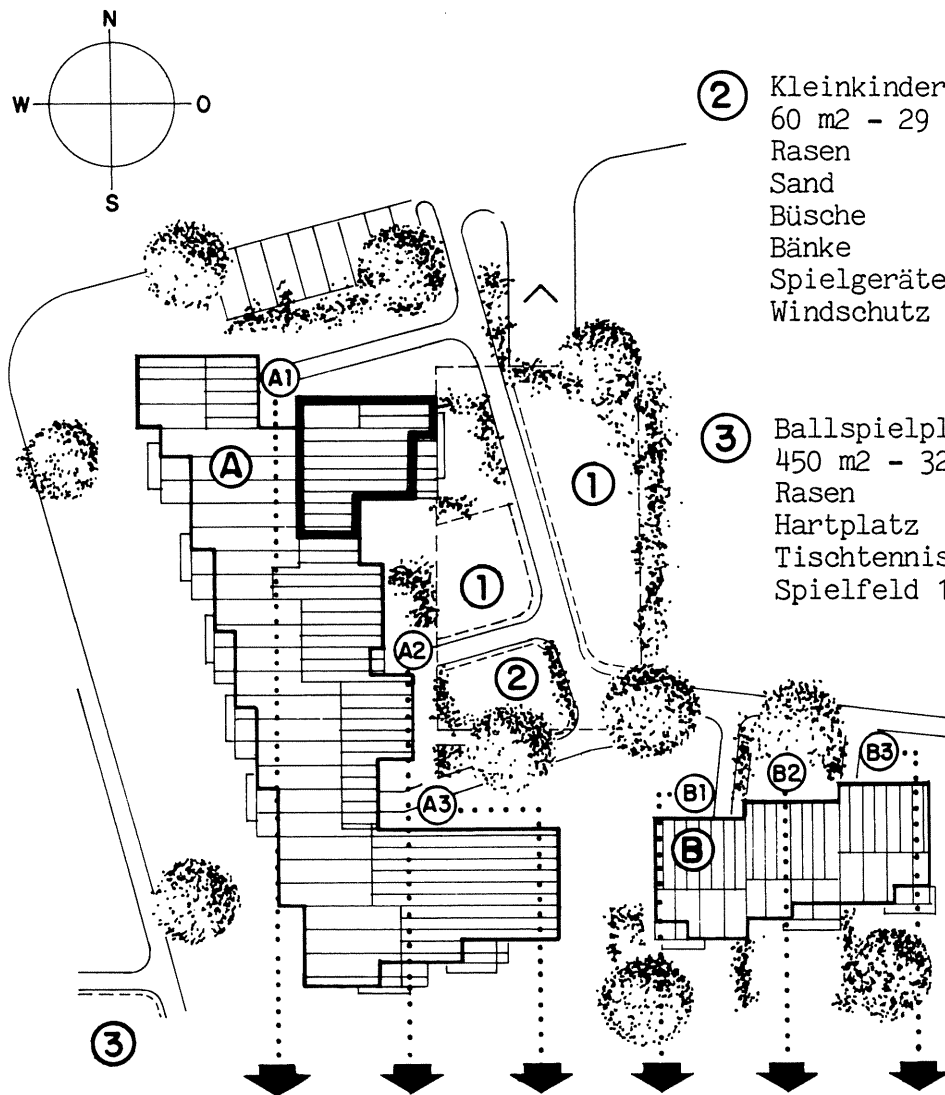 N
W
O
S
2
Kleinkinder
60 m2 - 29
Rasen
Sand
Büsche
Bänke
Spielgeräte
Windschutz
3
Ballspielpl
450 m2 - 32
Rasen
Hartplatz
Tischtennis
Spielfeld 1
A1
A
1
1
A2
2
A3
B1
B2
B3
B
3